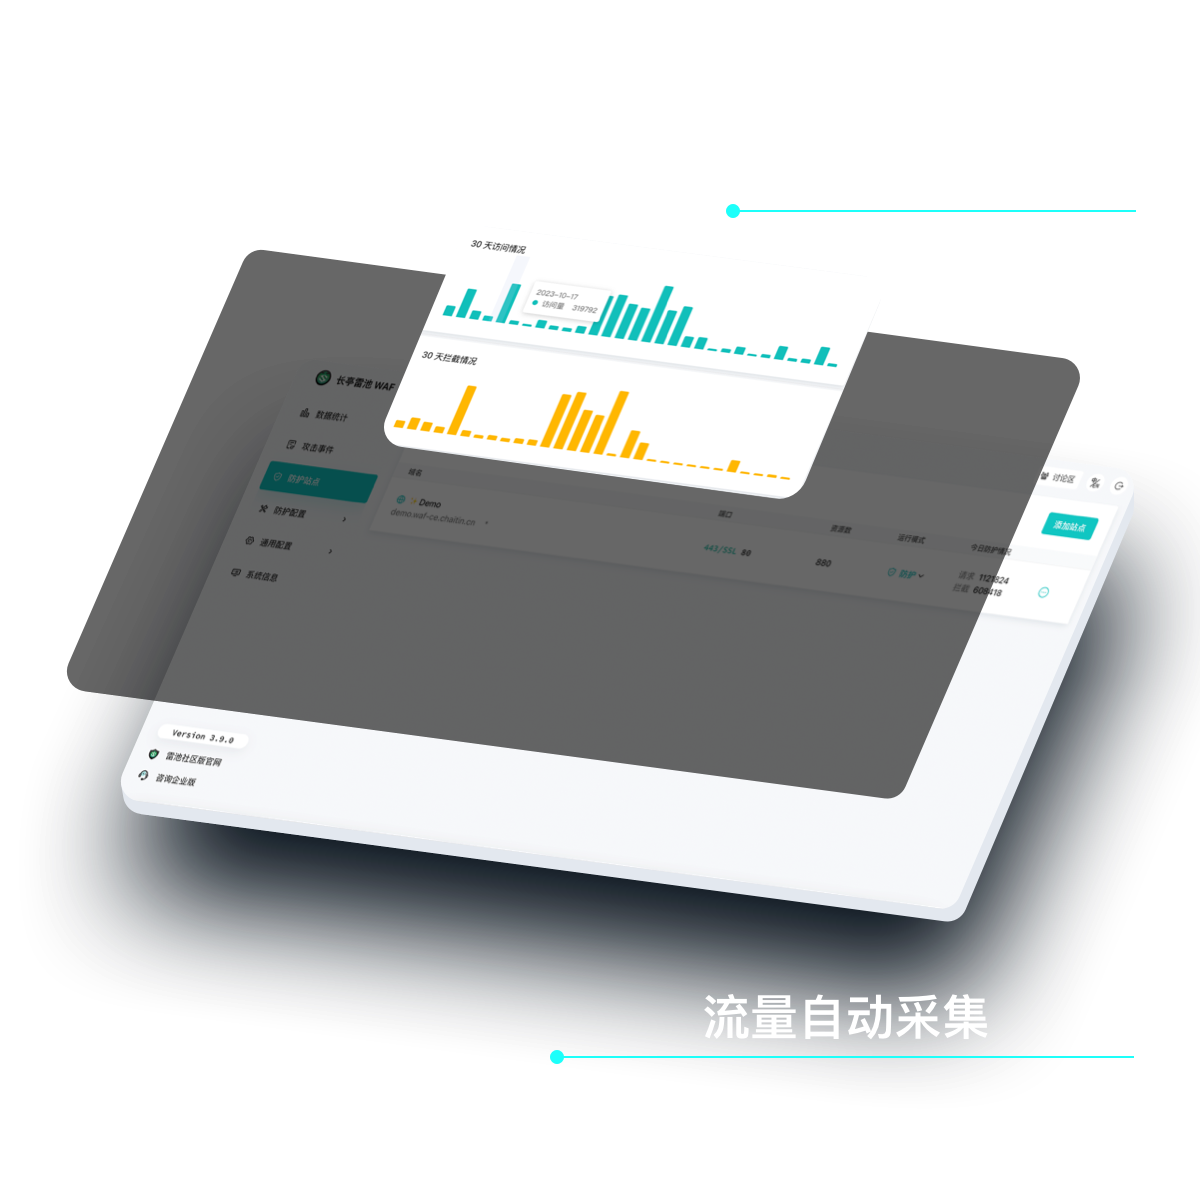 30 天访问情况
2023-10-17
访问量 319792
30 天拦截情况
长亭雷池 WAF
数据统计
攻击事件
防护站点
防护配置
通用配置
系统信息
讨论区
添加站点
域名
端口
资源数
运行模式
今日防护情况
Demo
demo.waf-ce.chaitin.cn
443/SSL 80
880
防护
请求 1121824
拦截 608418
Version 3.9.0
雷池社区版官网
咨询企业版
流量自动采集